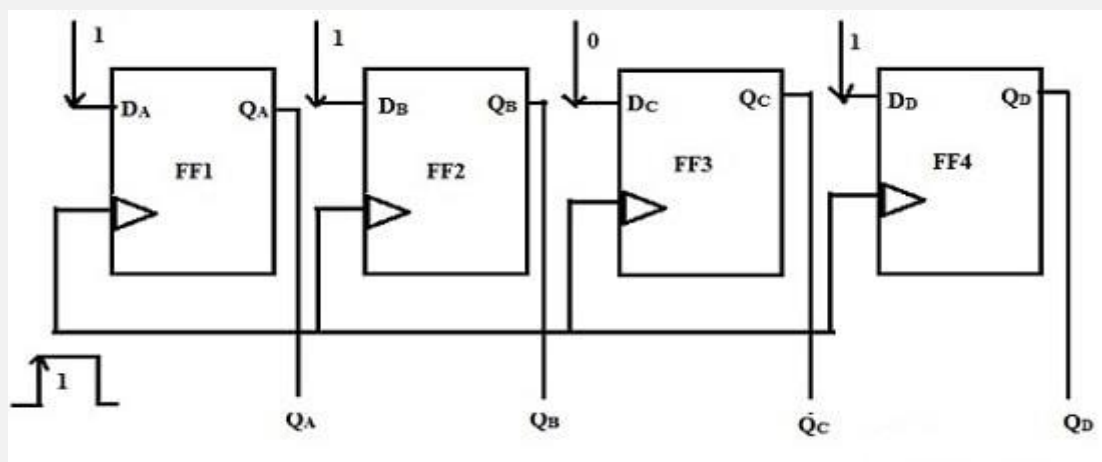 1 1 0 1
DA QA DB QB DC QC DD QD
FF1 FF2 FF3 FF4
1
QA QB QC QD